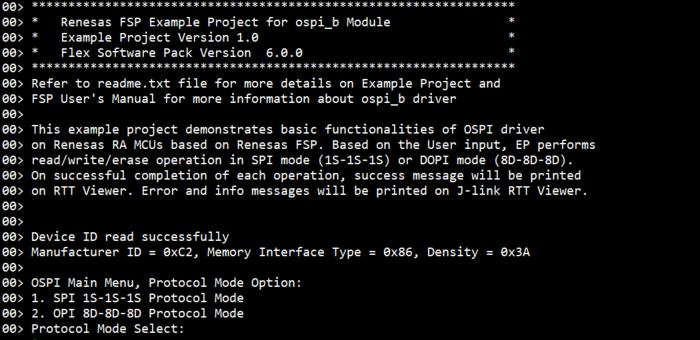 00> ******************************************************************
00> *   Renesas FSP Example Project for ospi_b Module                *
00> *   Example Project Version 1.0                                  *
00> *   Flex Software Pack Version  6.0.0                            *
00> ******************************************************************
00> Refer to readme.txt file for more details on Example Project and
00> FSP User's Manual for more information about ospi_b driver
00>
00> This example project demonstrates basic functionalities of OSPI driver
00> on Renesas RA MCUs based on Renesas FSP. Based on the User input, EP performs
00> read/write/erase operation in SPI mode (1S-1S-1S) or DOPI mode (8D-8D-8D).
00> On successful completion of each operation, success message will be printed
00> on RTT Viewer. Error and info messages will be printed on J-link RTT Viewer.
00>
00>
00> Device ID read successfully
00> Manufacturer ID = 0xC2, Memory Interface Type = 0x86, Density = 0x3A
00>
00> OSPI Main Menu, Protocol Mode Option:
00> 1. SPI 1S-1S-1S Protocol Mode
00> 2. OPI 8D-8D-8D Protocol Mode
00> Protocol Mode Select: